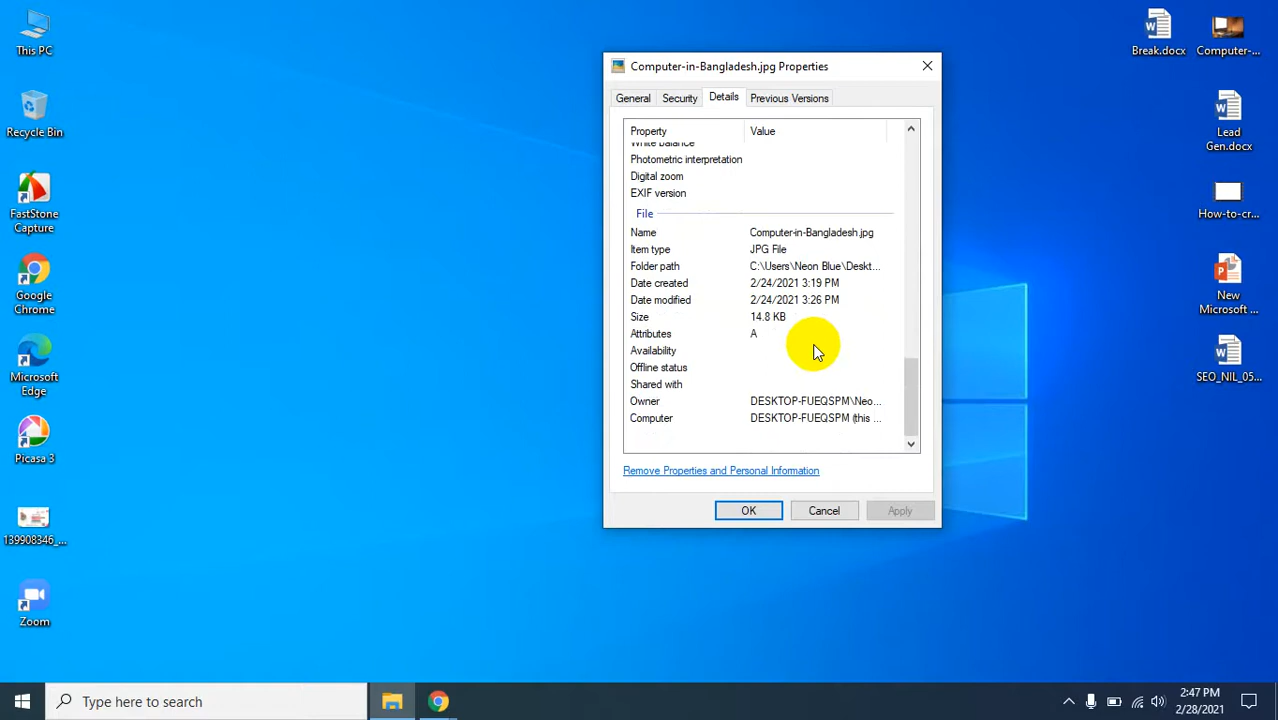 This PC
Recycle Bin
FastStone
Capture
Google
Chrome
Microsoft
Edge
Picasa 3
139908346_...
Zoom
Computer-in-Bangladesh.jpg Properties
General
Security
Details
Previous Versions
Property
Value
White balance
Photometric interpretation
Digital zoom
EXIF version
File
Name
Computer-in-Bangladesh.jpg
Item type
JPG File
Folder path
C:\Users\Neon Blue\Deskt...
Date created
2/24/2021 3:19 PM
Date modified
2/24/2021 3:26 PM
Size
14.8 KB
Attributes
A
Availability
Offline status
Shared with
Owner
DESKTOP-FUEQSPM\Neo...
Computer
DESKTOP-FUEQSPM (this ...
Remove Properties and Personal Information
OK
Cancel
Apply
Break.docx
Computer-...
Lead
Gen.docx
How-to-cr...
New
Microsoft ...
SEO_NIL_05...
Type here to search
2:47 PM
2/28/2021